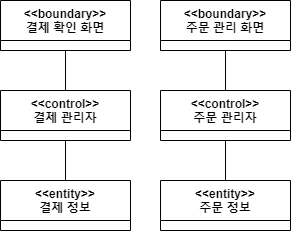 <<boundary>>
결제 확인 화면
<<boundary>>
주문 관리 화면
<<control>>
결제 관리자
<<control>>
주문 관리자
<<entity>>
결제 정보
<<entity>>
주문 정보